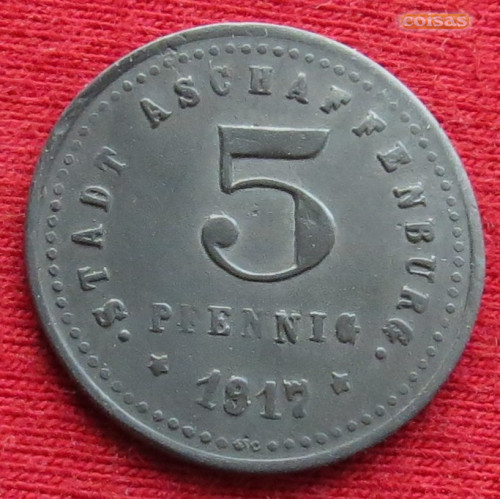 coisas
STADT ASCHAFFENBURG.
5
PFENNIG
1917